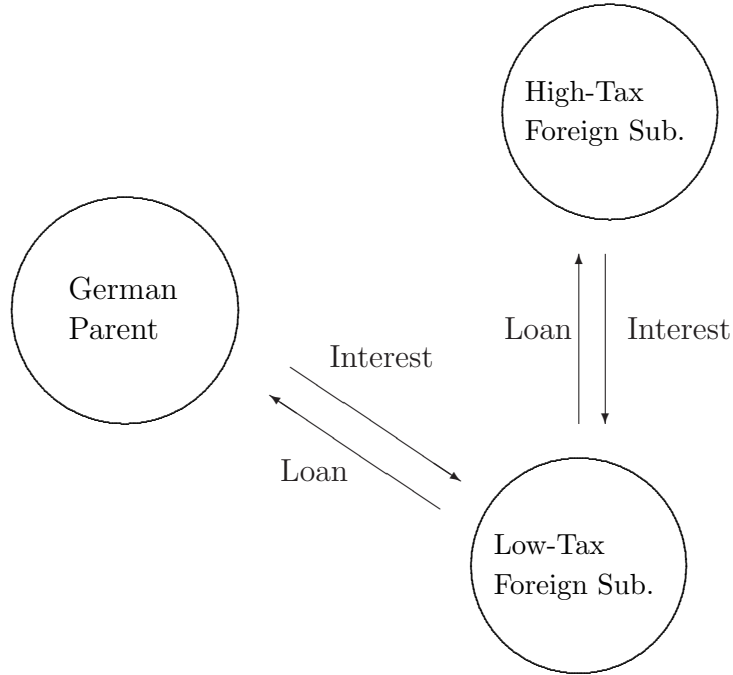 High-Tax
Foreign Sub.
German
Parent
Loan
Interest
Interest
Loan
Low-Tax
Foreign Sub.